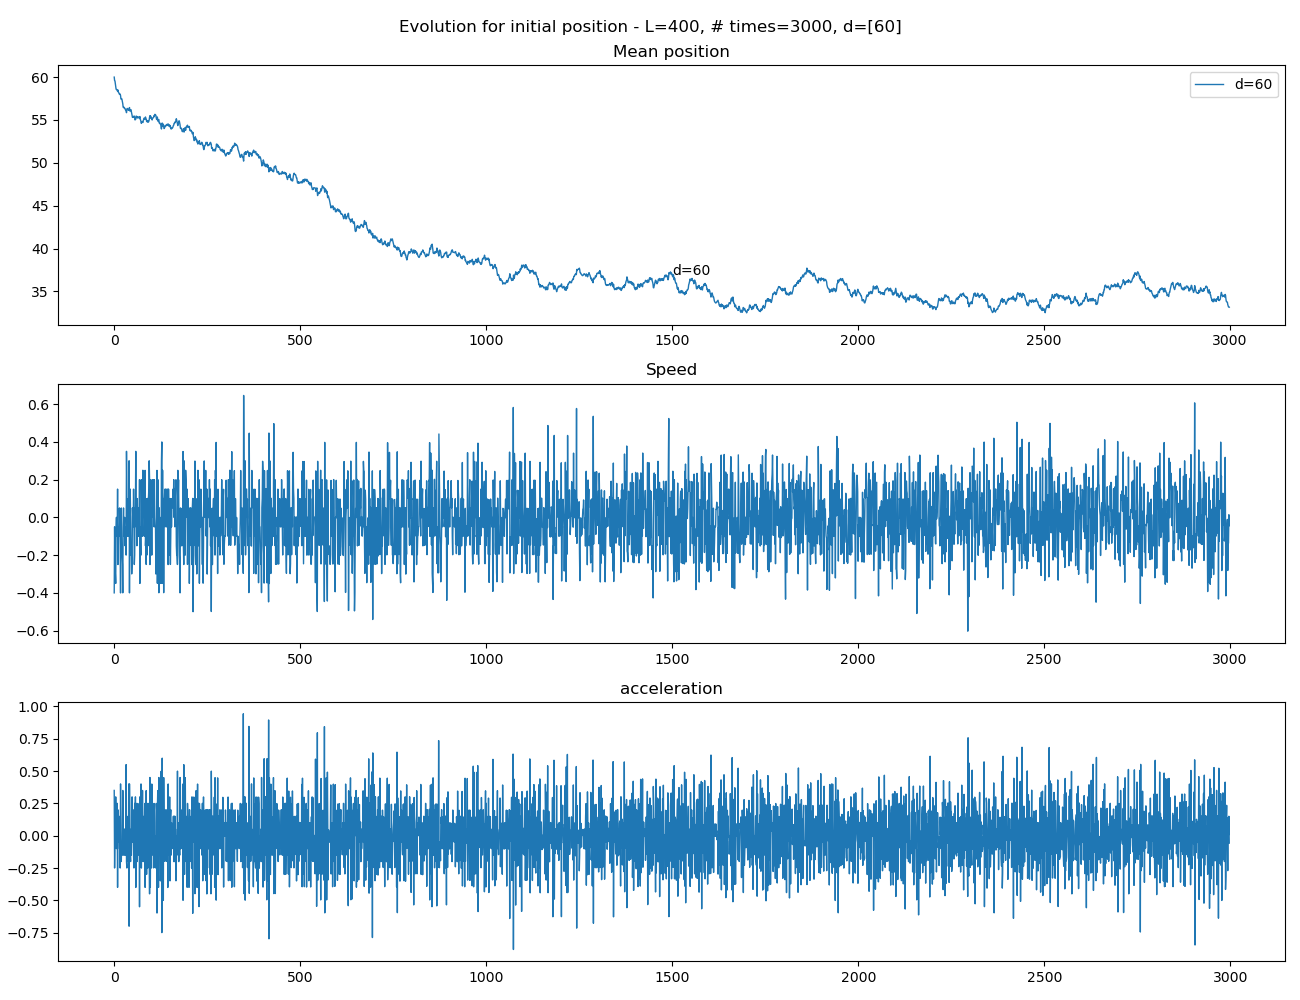 Evolution for initial position - L=400, # times=3000, d=[60]
Mean position
60
55
50
45
40
35
d=60
d=60
0 500 1000 1500 2000 2500 3000
Speed
0.6
0.4
0.2
0.0
−0.2
−0.4
−0.6
0 500 1000 1500 2000 2500 3000
acceleration
1.00
0.75
0.50
0.25
0.00
−0.25
−0.50
−0.75
0 500 1000 1500 2000 2500 3000